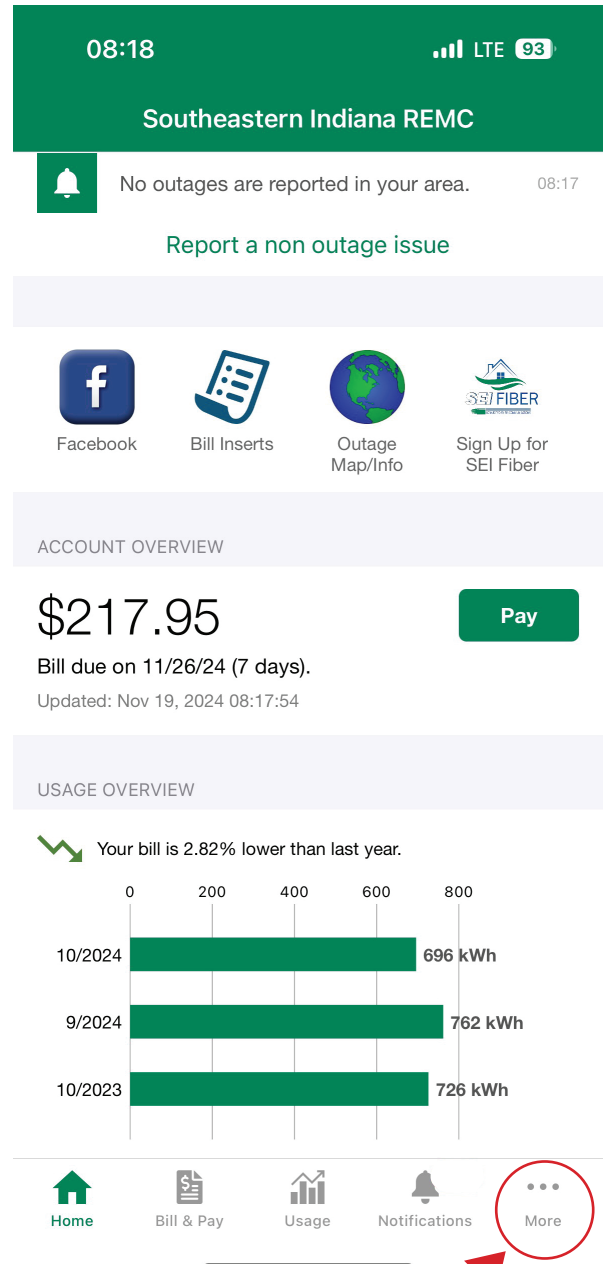 08:18
LTE 93
Southeastern Indiana REMC
No outages are reported in your area.
08:17
Report a non outage issue
f
SEI FIBER
Facebook
Bill Inserts
Outage
Map/Info
Sign Up for
SEI Fiber
ACCOUNT OVERVIEW
$217.95
Pay
Bill due on 11/26/24 (7 days).
Updated: Nov 19, 2024 08:17:54
USAGE OVERVIEW
Your bill is 2.82% lower than last year.
0 200 400 600 800
10/2024 696 kWh
9/2024 762 kWh
10/2023 726 kWh
Home
Bill & Pay
Usage
Notifications
More